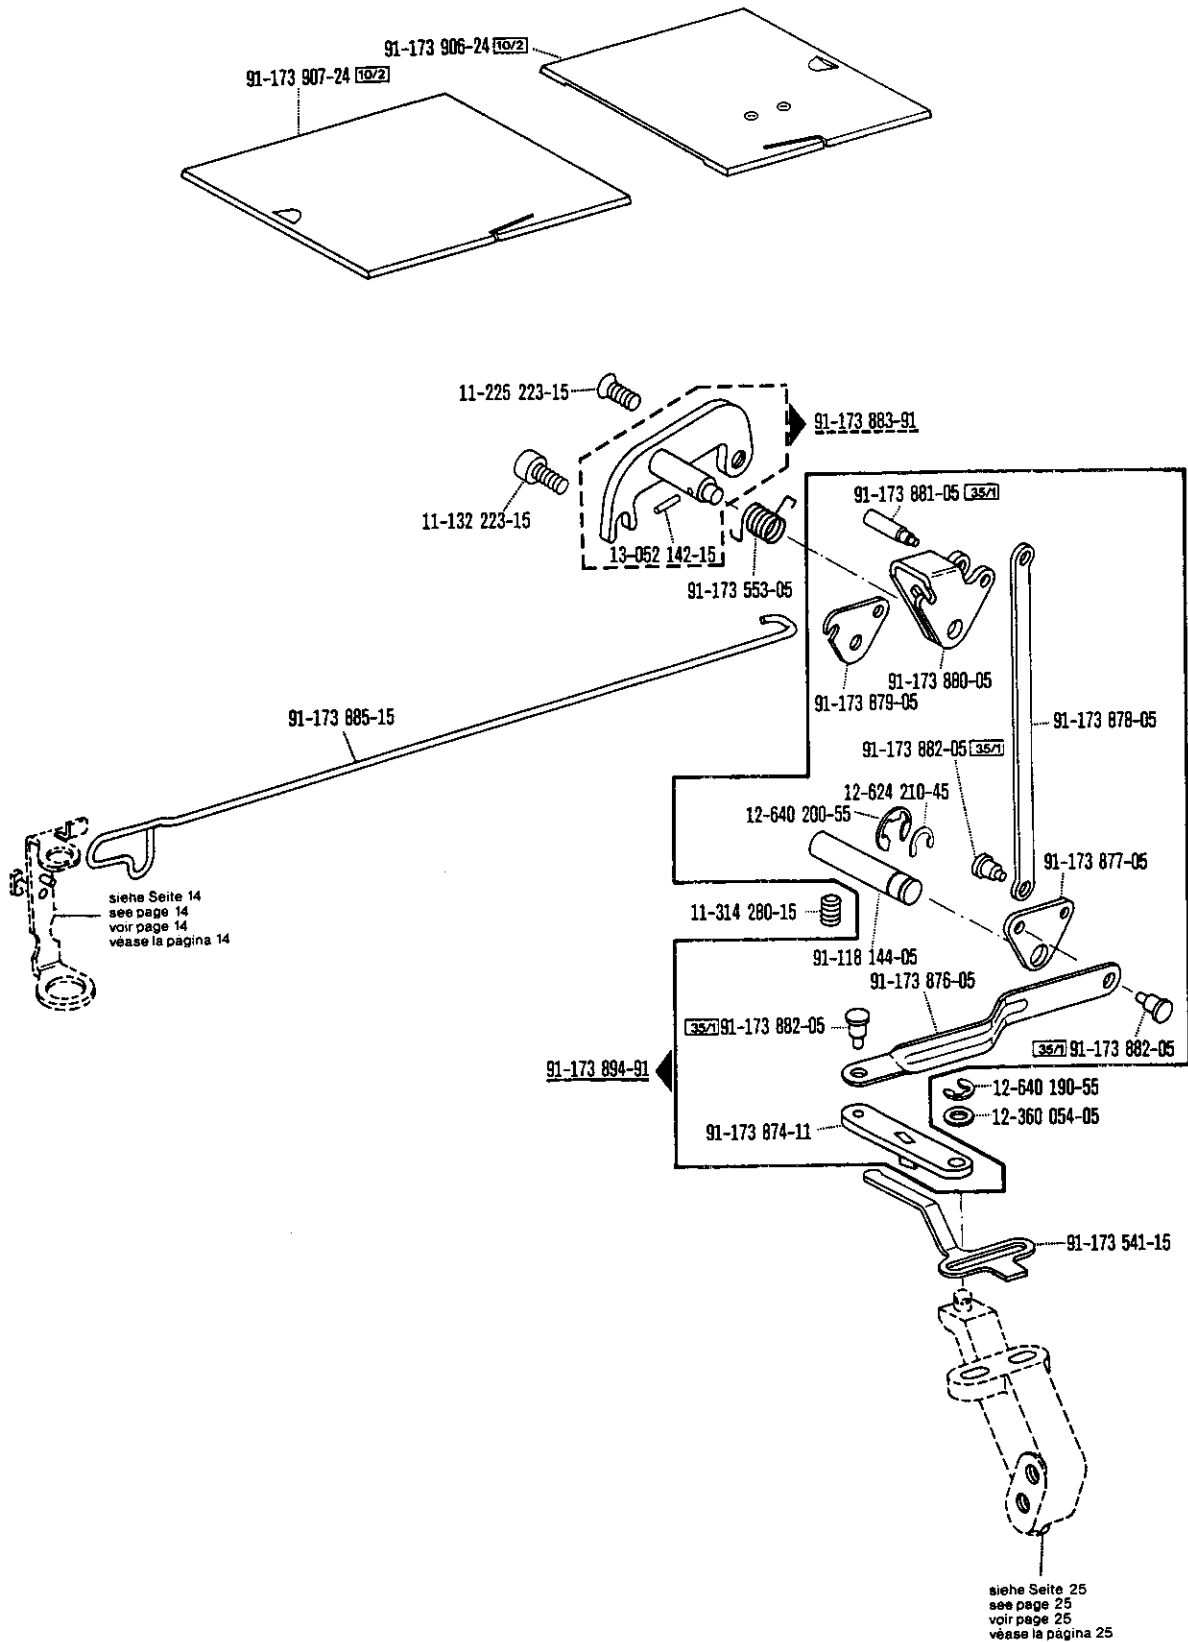 91-173 906-24 10/2
91-173 907-24 10/2
11-225 223-15
91-173 883-91
11-132 223-15
13-052 142-15
91-173 553-05
91-173 881-05 35/1
91-173 880-05
91-173 879-05
91-173 885-15
91-173 878-05
91-173 882-05 35/1
12-624 210-45
12-640 200-55
91-173 877-05
siehe Seite 14
see page 14
voir page 14
véase la página 14
11-314 280-15
91-118 144-05
91-173 876-05
35/1 91-173 882-05
35/1 91-173 882-05
91-173 894-91
12-640 190-55
12-360 054-05
91-173 874-11
91-173 541-15
siehe Seite 25
see page 25
voir page 25
véase la página 25